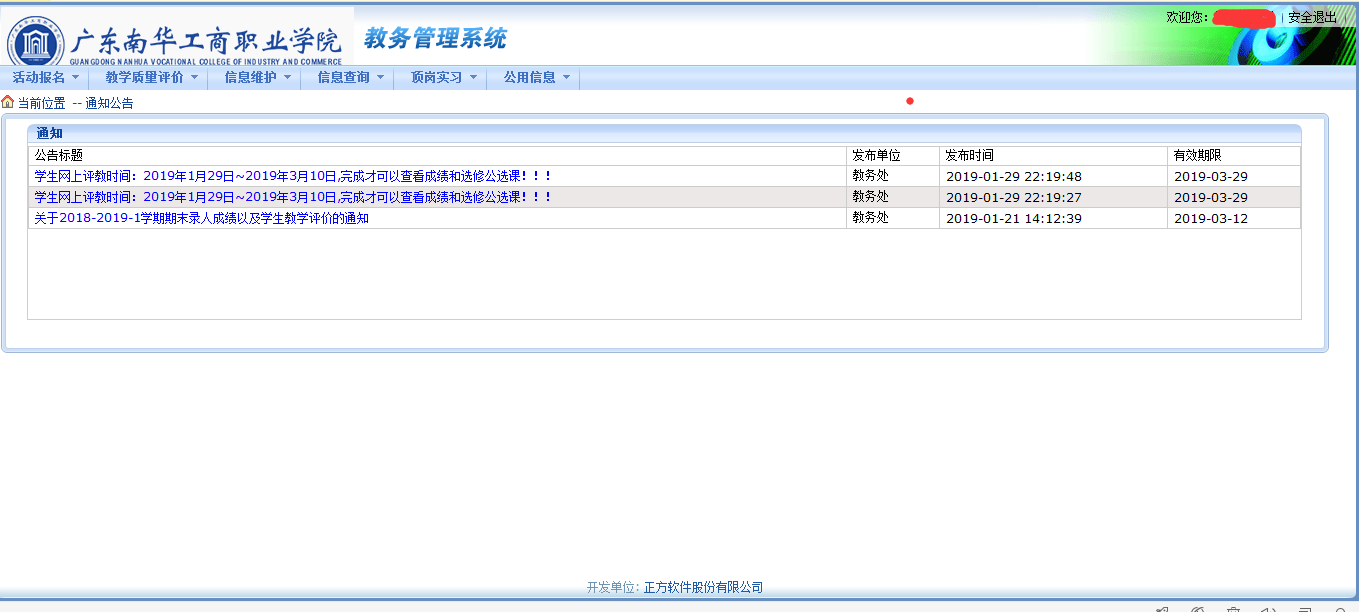 欢迎您： | 安全退出
广东南华工商职业学院 教务管理系统
GUANGDONG NANHUA VOCATIONAL COLLEGE OF INDUSTRY AND COMMERCE
活动报名 教学质量评价 信息维护 信息查询 顶岗实习 公用信息
当前位置 -- 通知公告
通知
公告标题 发布单位 发布时间 有效期限
学生网上评教时间：2019年1月29日~2019年3月10日,完成才可以查看成绩和选修公选课！！！ 教务处 2019-01-29 22:19:48 2019-03-29
学生网上评教时间：2019年1月29日~2019年3月10日,完成才可以查看成绩和选修公选课！！！ 教务处 2019-01-29 22:19:27 2019-03-29
关于2018-2019-1学期期末录人成绩以及学生教学评价的通知 教务处 2019-01-21 14:12:39 2019-03-12
开发单位：正方软件股份有限公司